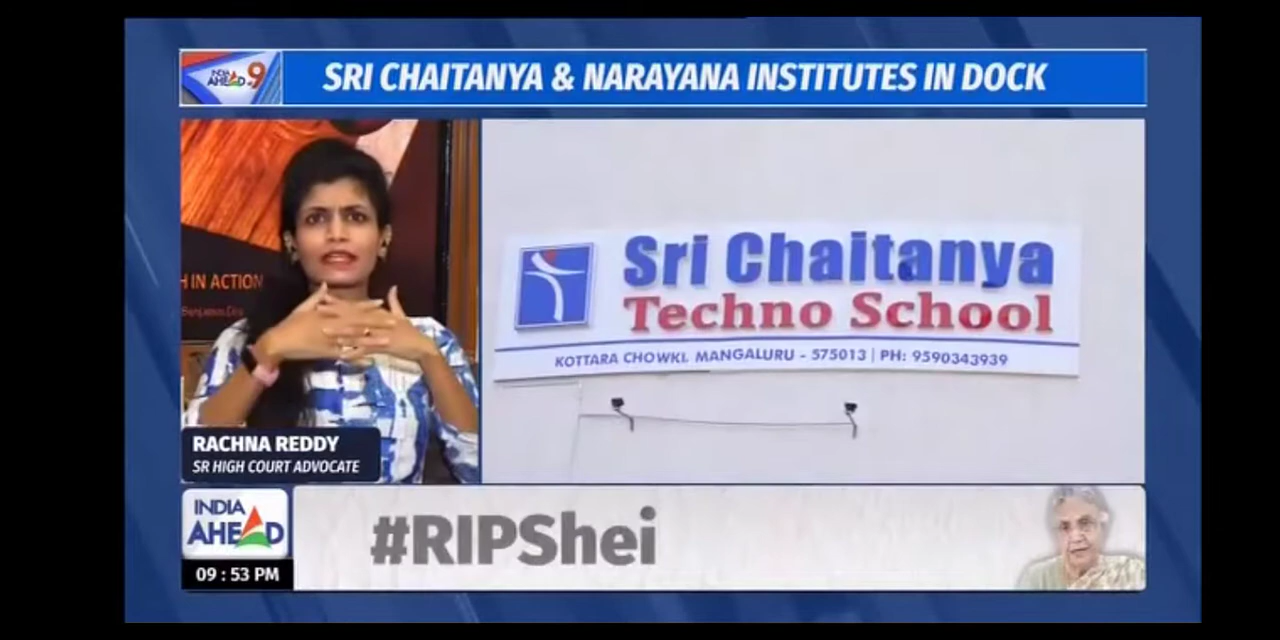 INDIA AHEAD @9
SRI CHAITANYA & NARAYANA INSTITUTES IN DOCK
H IN ACTION
Sri Chaitanya
Techno School
KOTTARA CHOWKI. MANGALURU - 575013 | PH: 9590343939
RACHNA REDDY
SR HIGH COURT ADVOCATE
INDIA
AHEAD
#RIPShei
09 : 53 PM